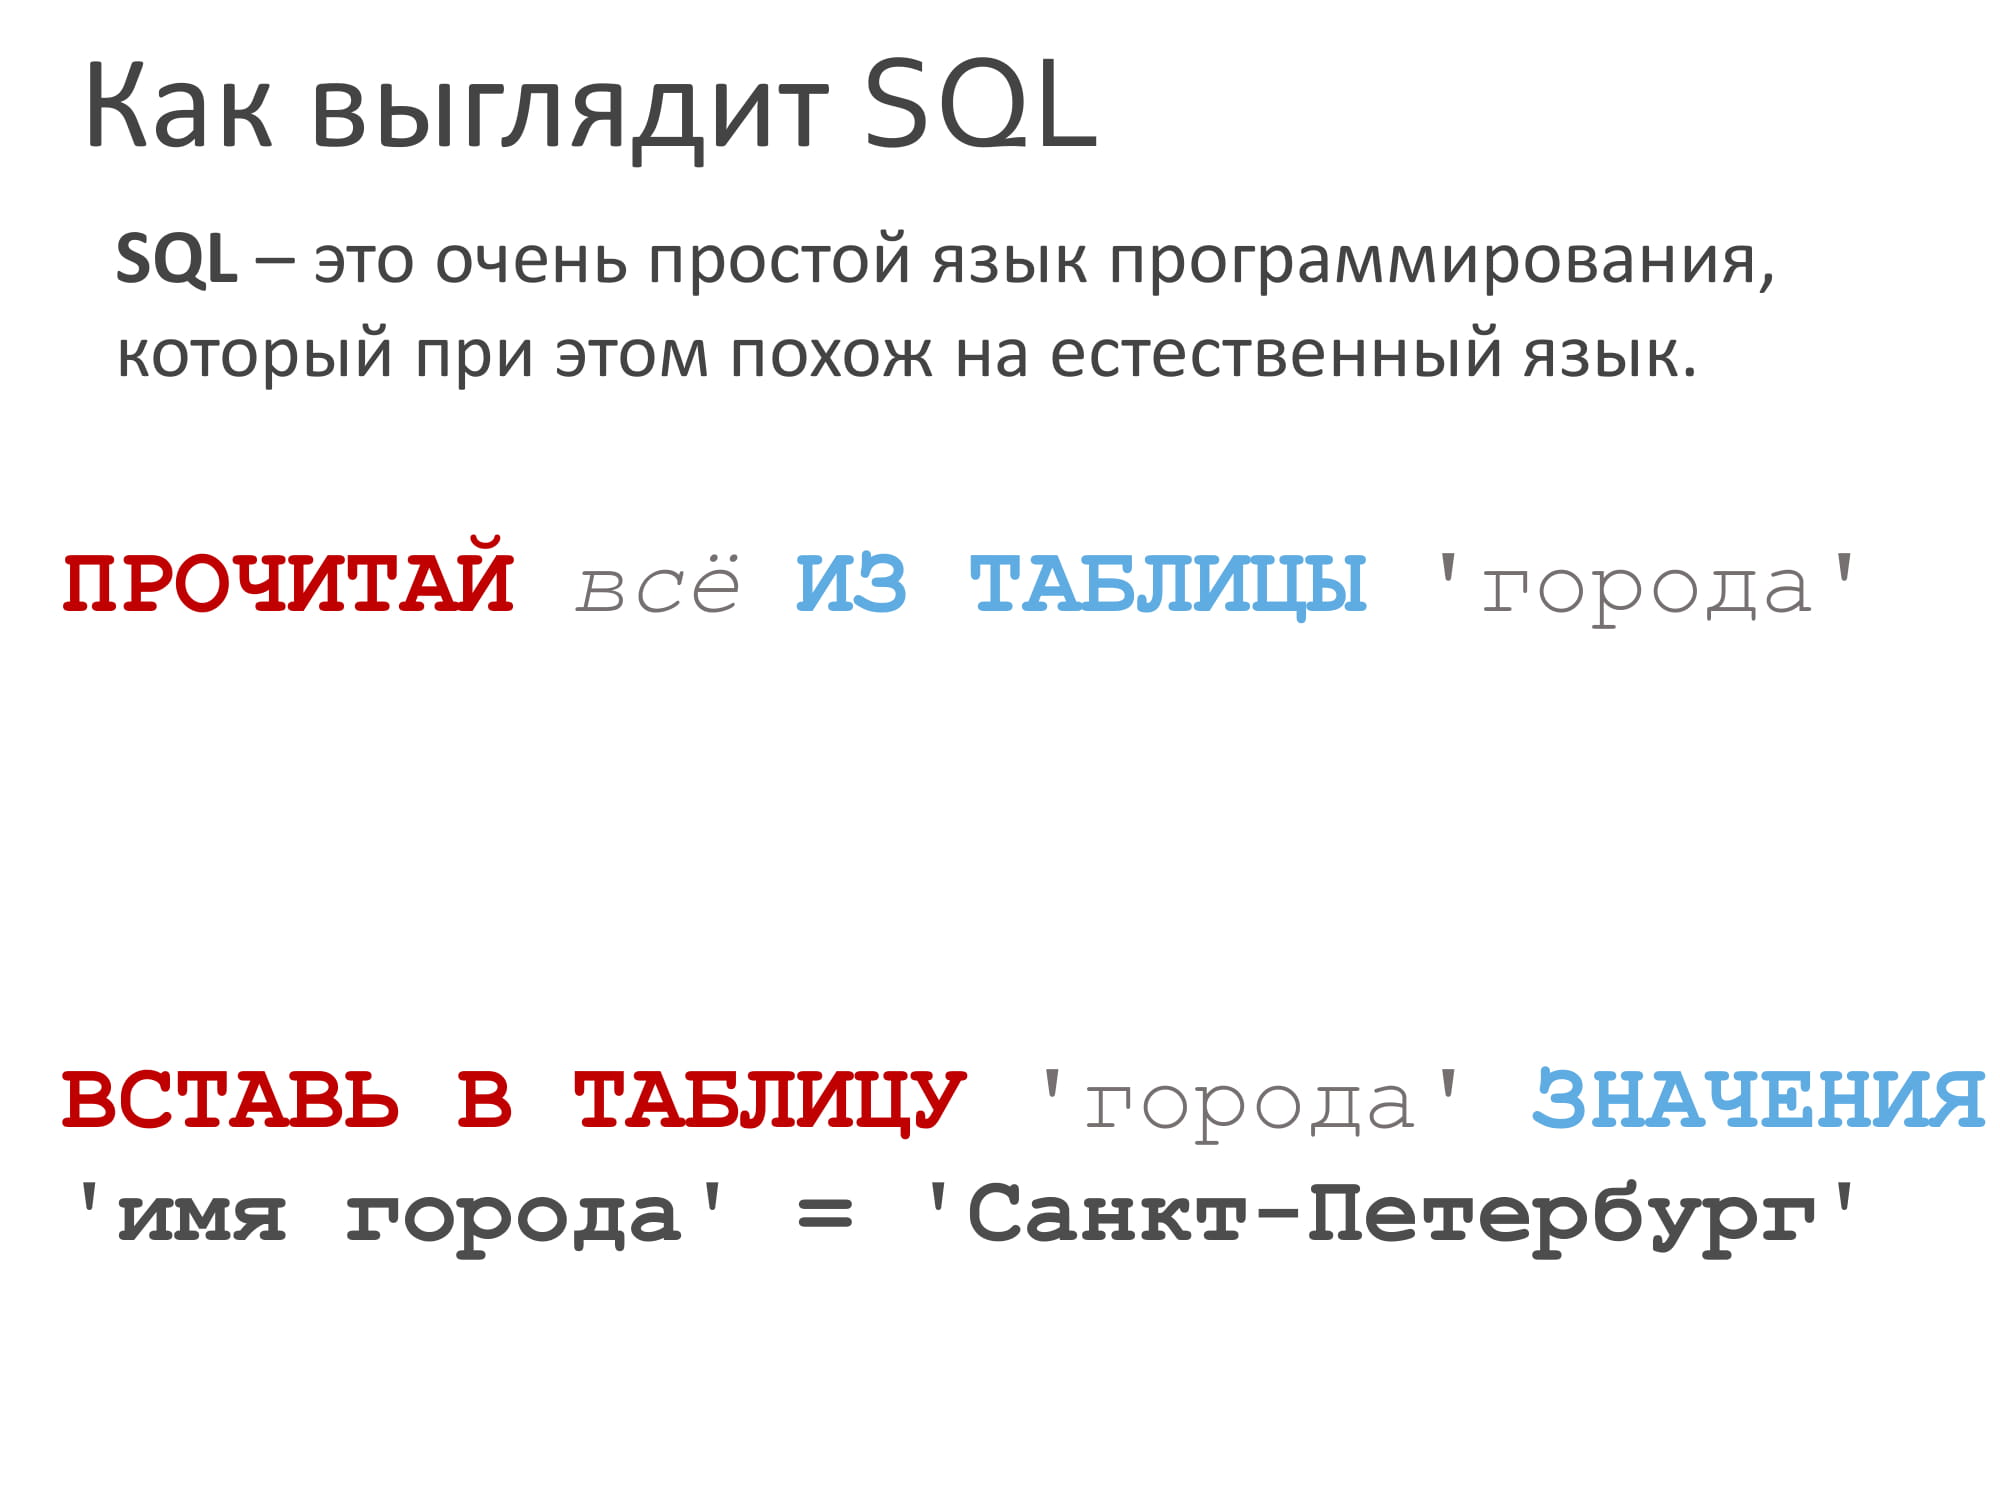 Как выглядит SQL
SQL – это очень простой язык программирования,
который при этом похож на естественный язык.
ПРОЧИТАЙ всё ИЗ ТАБЛИЦЫ 'города'
ВСТАВЬ В ТАБЛИЦУ 'города' ЗНАЧЕНИЯ
'имя города' = 'Санкт-Петербург'